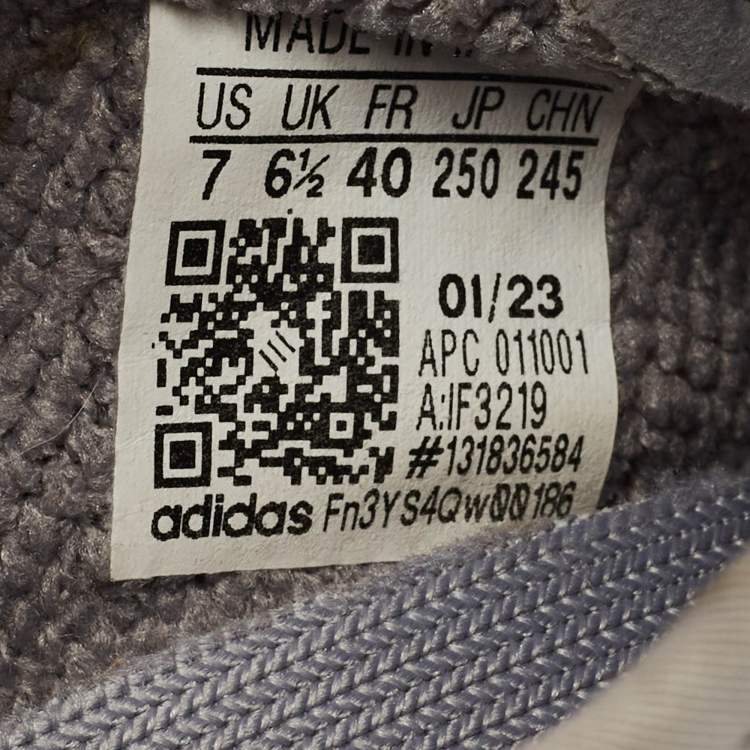 MADE IN
US UK FR JP CHN
7 6½ 40 250 245
01/23
APC 011001
A:IF3219
#131836584
adidas Fn3YS4Qw00186